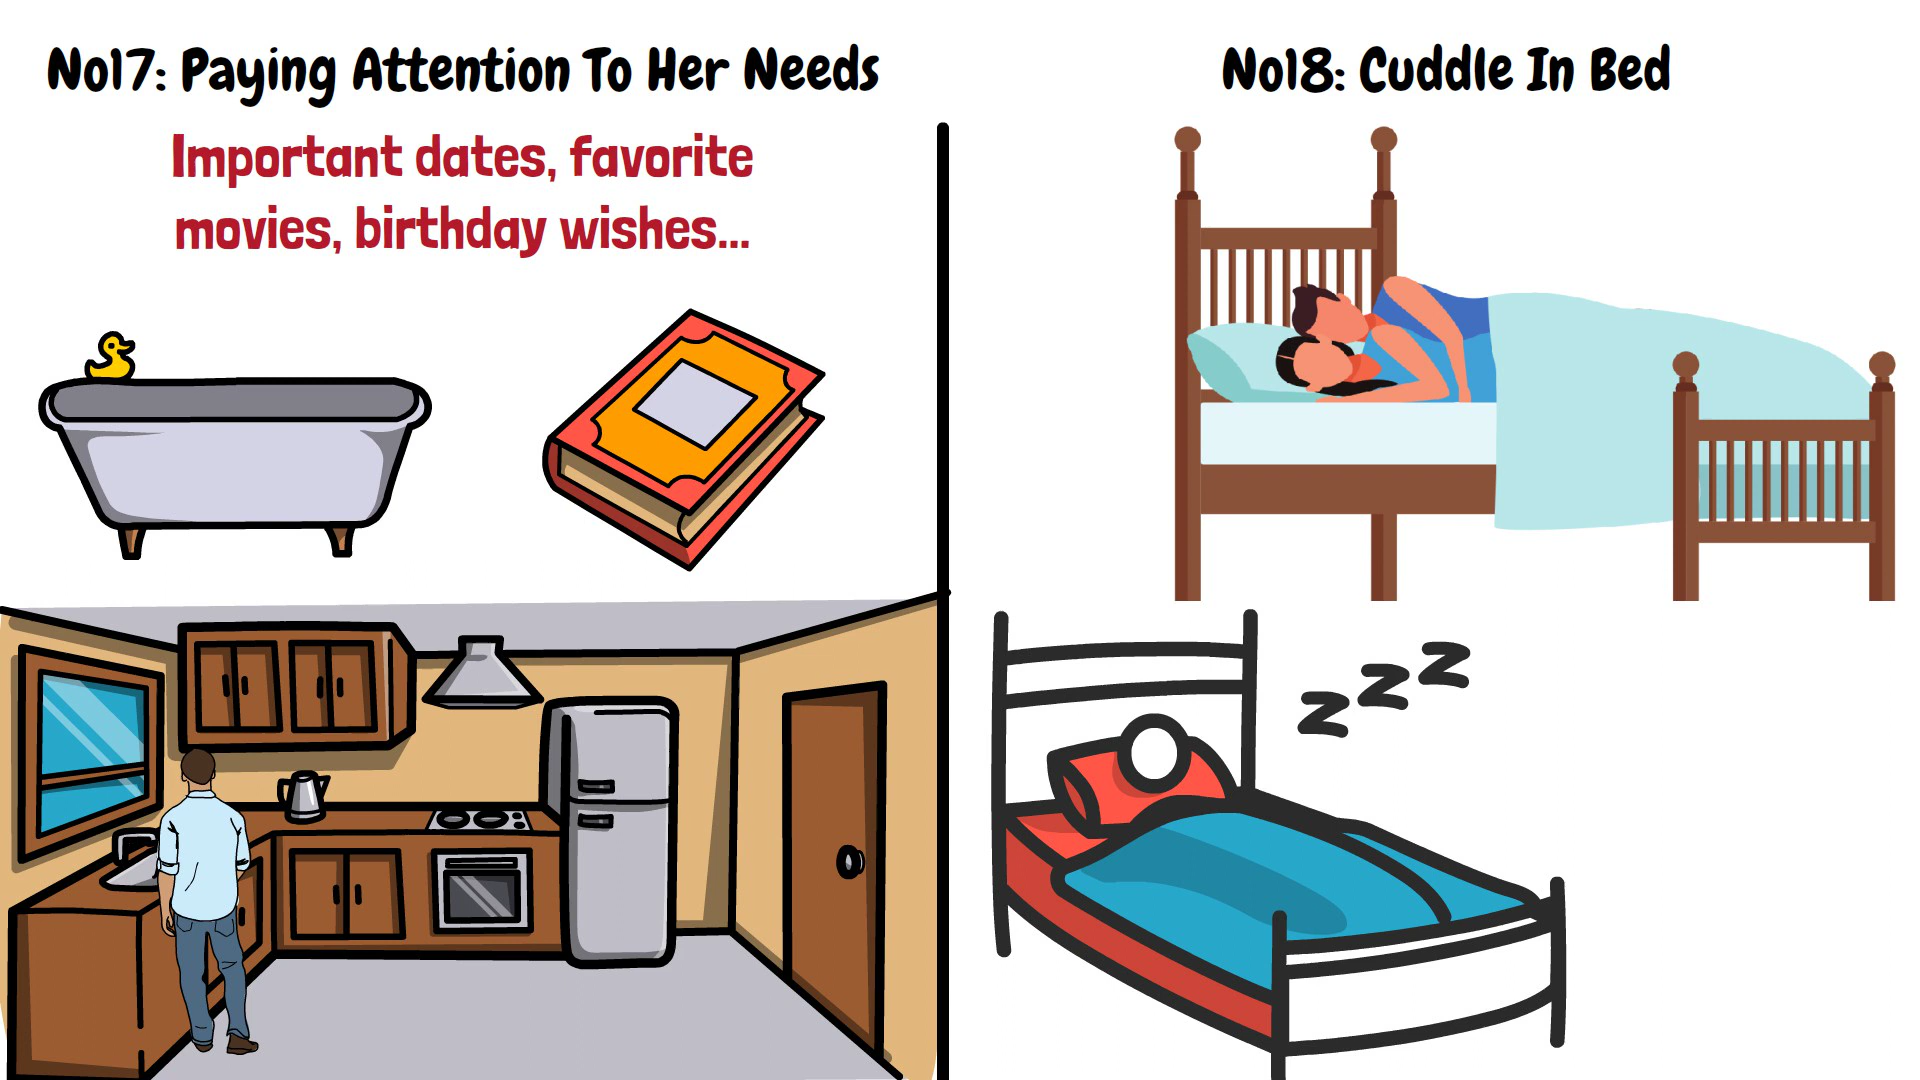 No17: Paying Attention To Her Needs
Important dates, favorite
movies, birthday wishes...
No18: Cuddle In Bed
z z z